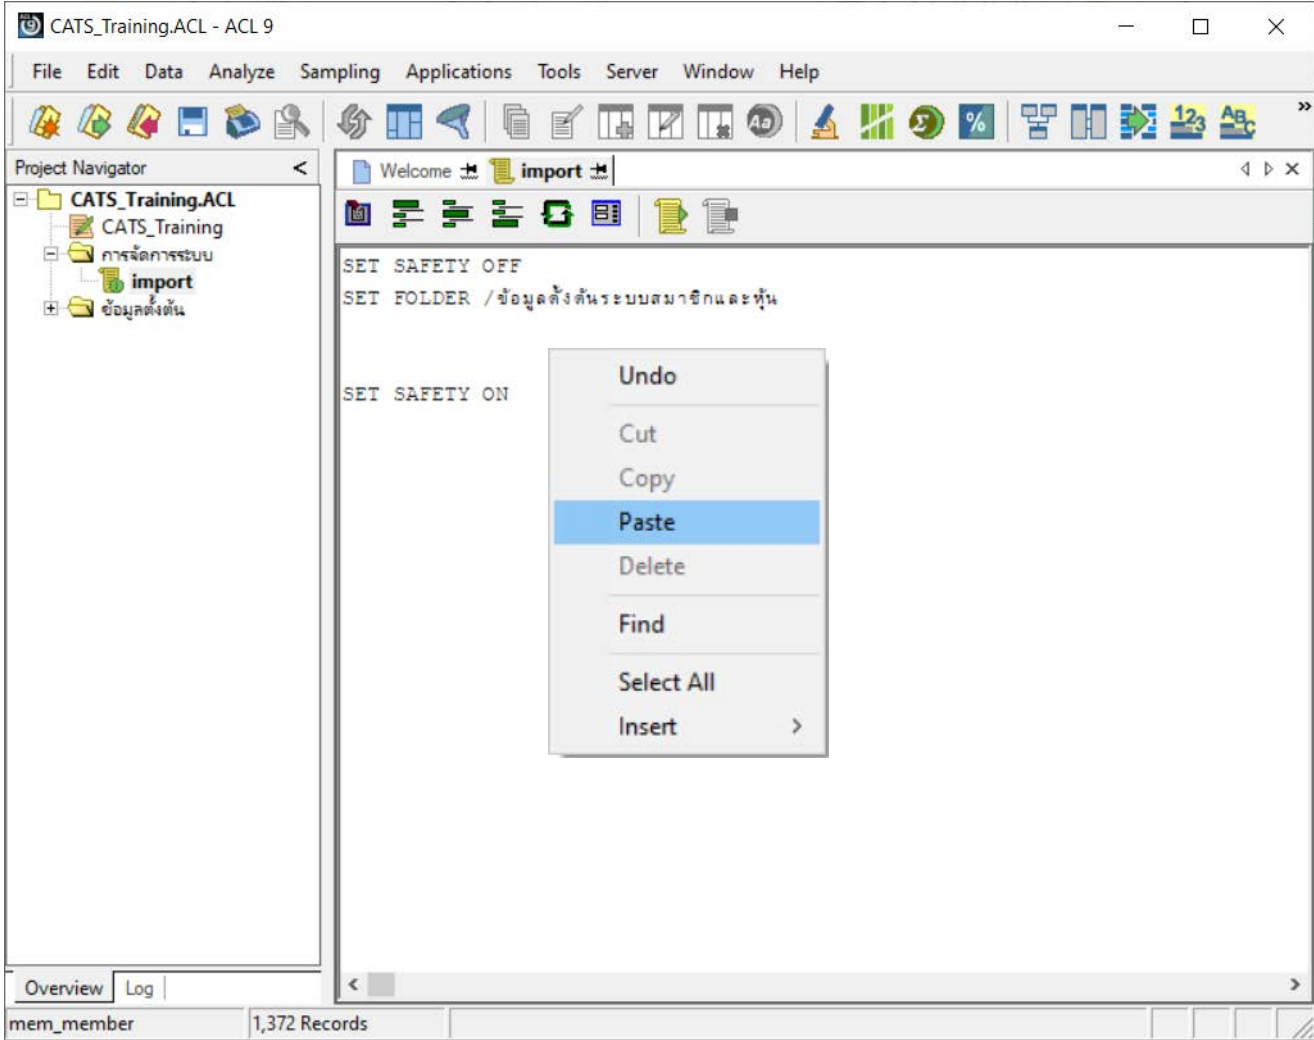 CATS_Training.ACL - ACL 9
File Edit Data Analyze Sampling Applications Tools Server Window Help
Project Navigator
Welcome import
CATS_Training.ACL
CATS_Training
การจัดการระบบ
import
ข้อมูลตั้งต้น
SET SAFETY OFF
SET FOLDER /ข้อมูลตั้งต้นระบบสมาชิกและหุ้น
SET SAFETY ON
Undo
Cut
Copy
Paste
Delete
Find
Select All
Insert
Overview Log
mem_member 1,372 Records